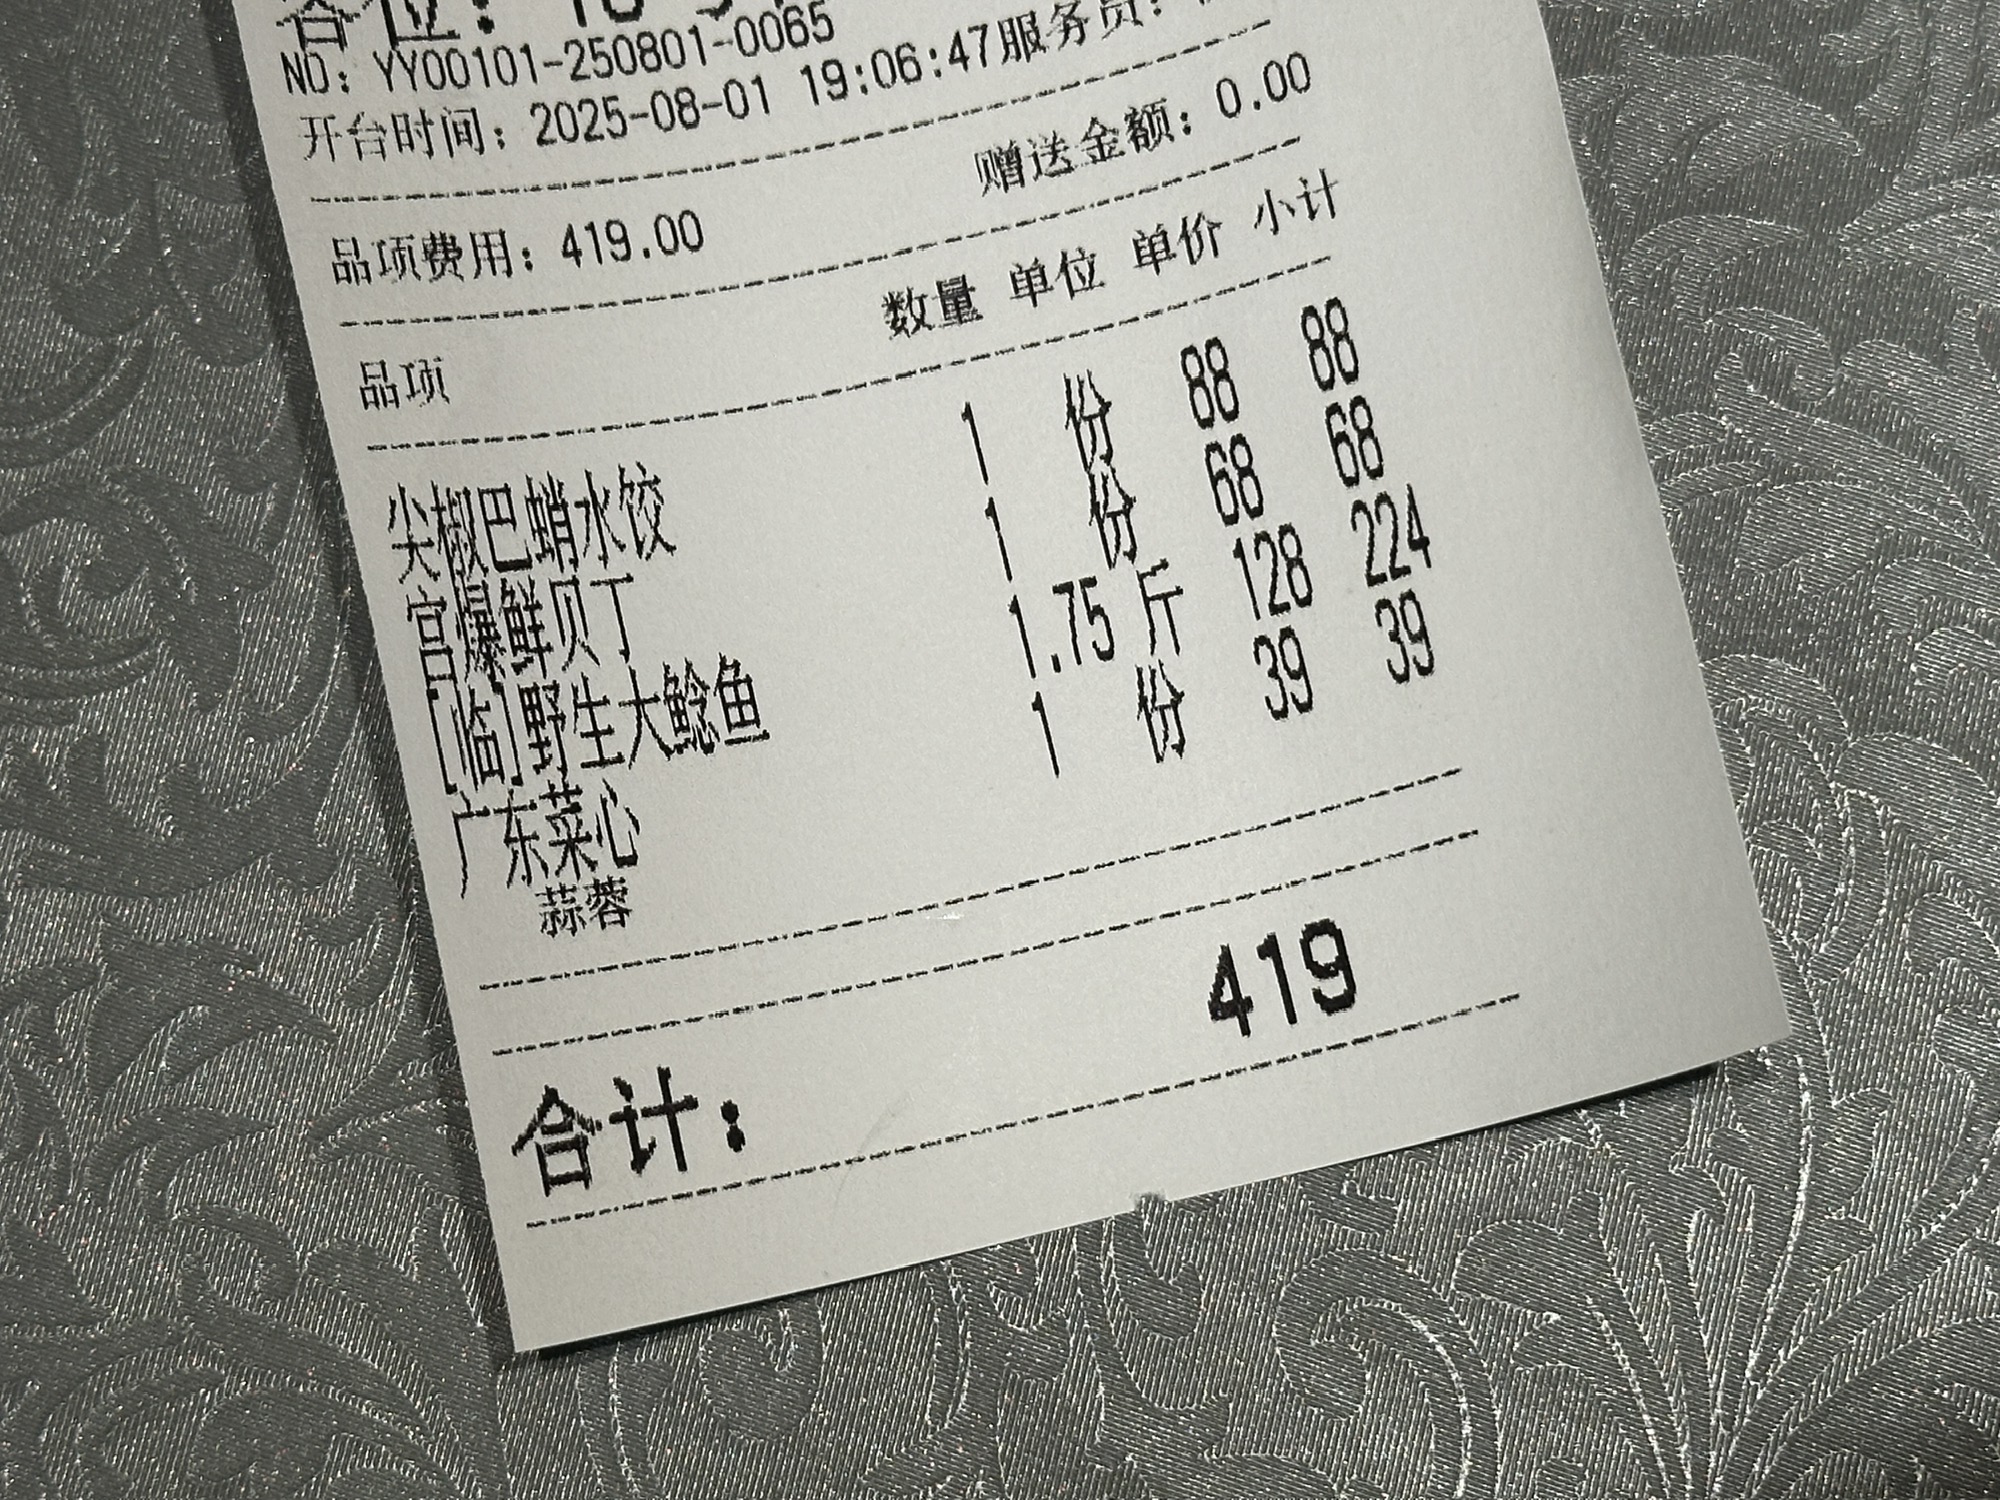 客位：
NO：YY00101-250801-0065
开台时间：2025-08-01 19:06:47服务员：
品项费用：419.00 赠送金额：0.00
品项 数量 单位 单价 小计
尖椒巴蛸水饺 1 份 88 88
宫爆鲜贝丁 1 份 68 68
[临]野生大鲶鱼 1.75 斤 128 224
广东菜心 1 份 39 39
蒜蓉
合计： 419